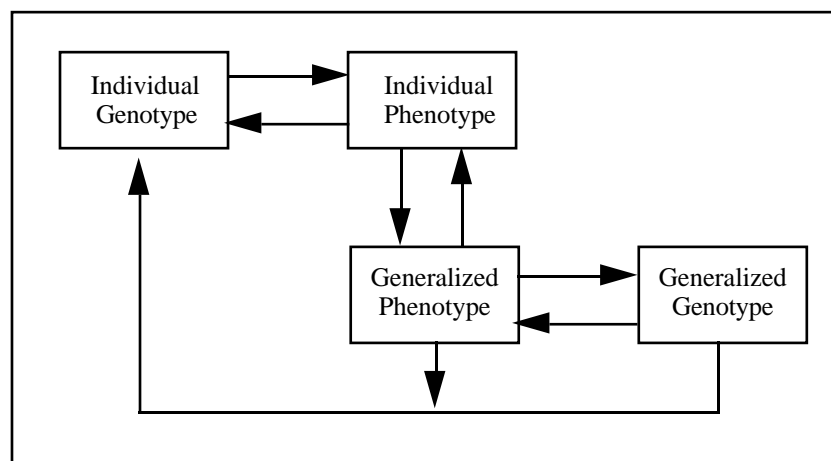 Individual
Genotype
Individual
Phenotype
Generalized
Phenotype
Generalized
Genotype